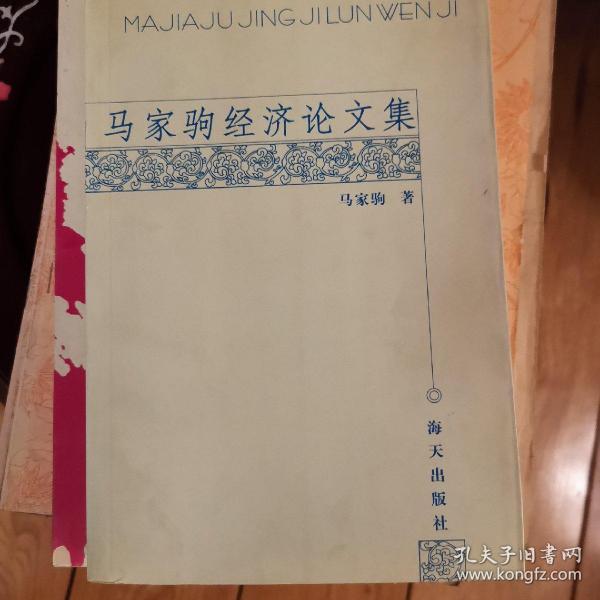 MAJIAJU JING JI LUN WEN JI
马家驹经济论文集
马家驹 著
海天出版社
孔夫子旧书网
www.kongfz.com